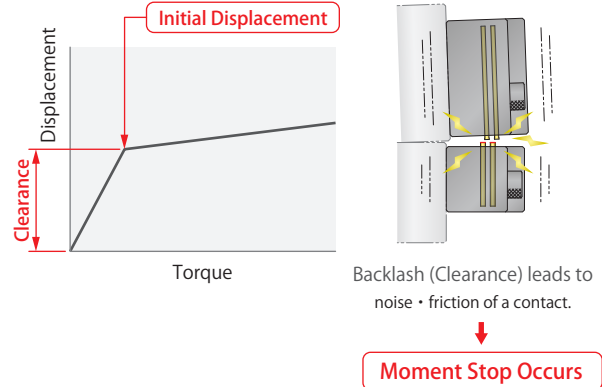 Initial Displacement
Displacement
Clearance
Torque
Backlash (Clearance) leads to
noise・friction of a contact.
Moment Stop Occurs